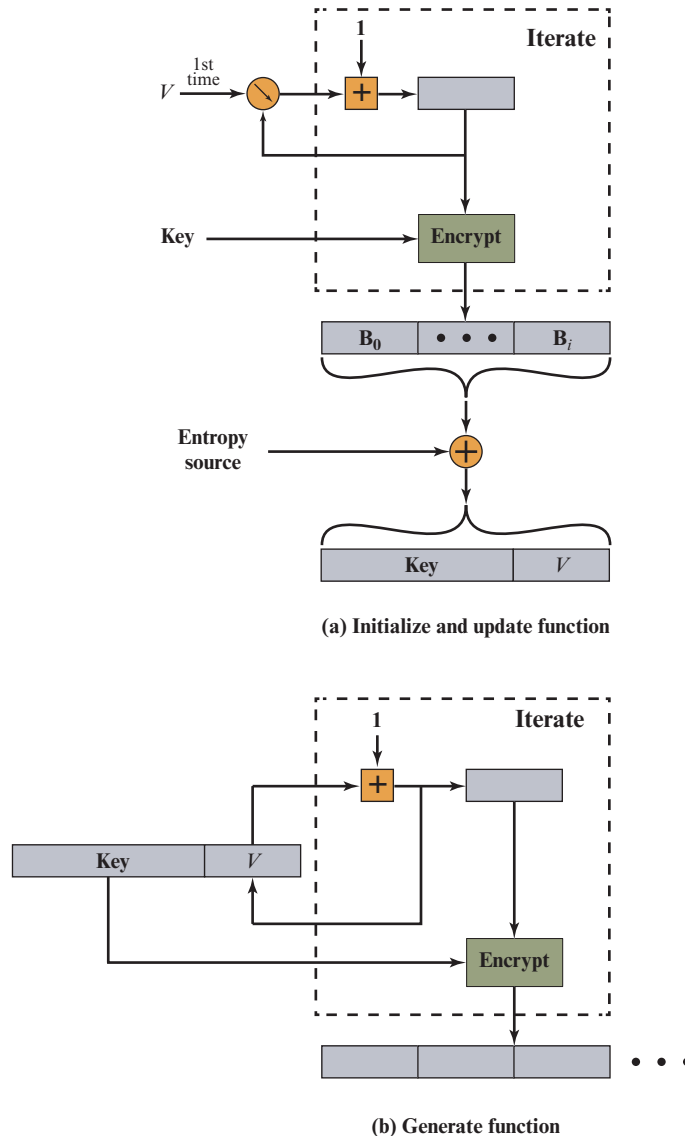 1
Iterate
1st
time
V
+
Key
Encrypt
B0 • • • Bi
Entropy
source
+
Key V
(a) Initialize and update function
1
Iterate
+
Key V
Encrypt
• • •
(b) Generate function